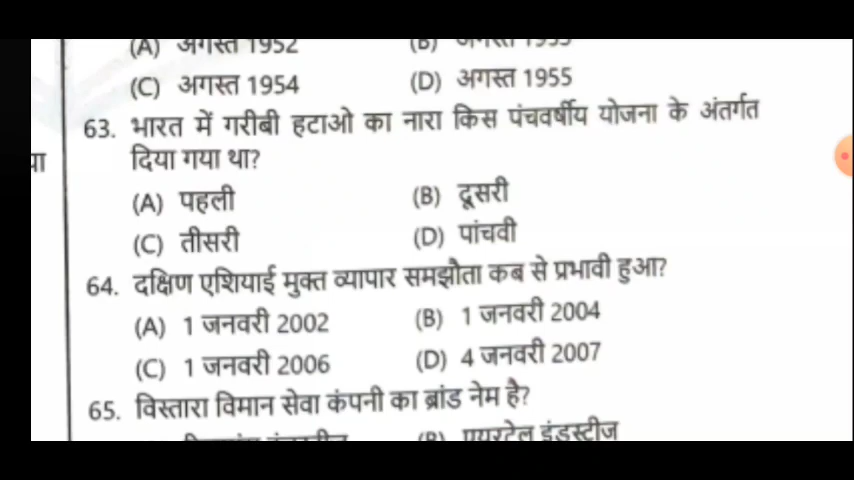 (A) अगस्त 1952
(C) अगस्त 1954 (D) अगस्त 1955
63. भारत में गरीबी हटाओ का नारा किस पंचवर्षीय योजना के अंतर्गत
दिया गया था?
(A) पहली (B) दूसरी
(C) तीसरी (D) पांचवी
64. दक्षिण एशियाई मुक्त व्यापार समझौता कब से प्रभावी हुआ?
(A) 1 जनवरी 2002 (B) 1 जनवरी 2004
(C) 1 जनवरी 2006 (D) 4 जनवरी 2007
65. विस्तारा विमान सेवा कंपनी का ब्रांड नेम है?
(B) एयरटेल इंडस्ट्रीज